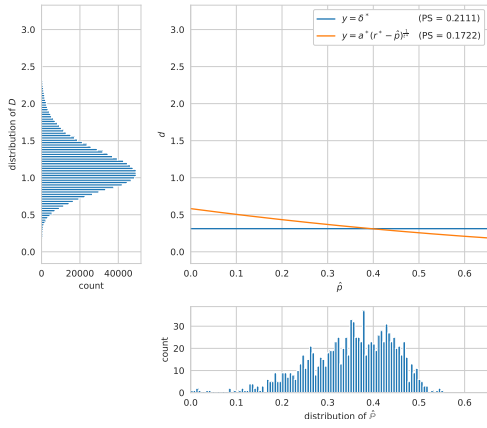 3.0
2.5
2.0
1.5
1.0
0.5
0.0
distribution of D
0 20000 40000
count
y = δ* (PS = 0.2111)
y = a*(r* − p̂)^{1/b*} (PS = 0.1722)
3.0
2.5
2.0
1.5
1.0
0.5
0.0
d
0.0 0.1 0.2 0.3 0.4 0.5 0.6
p̂
30
20
10
0
count
0.0 0.1 0.2 0.3 0.4 0.5 0.6
distribution of P̂